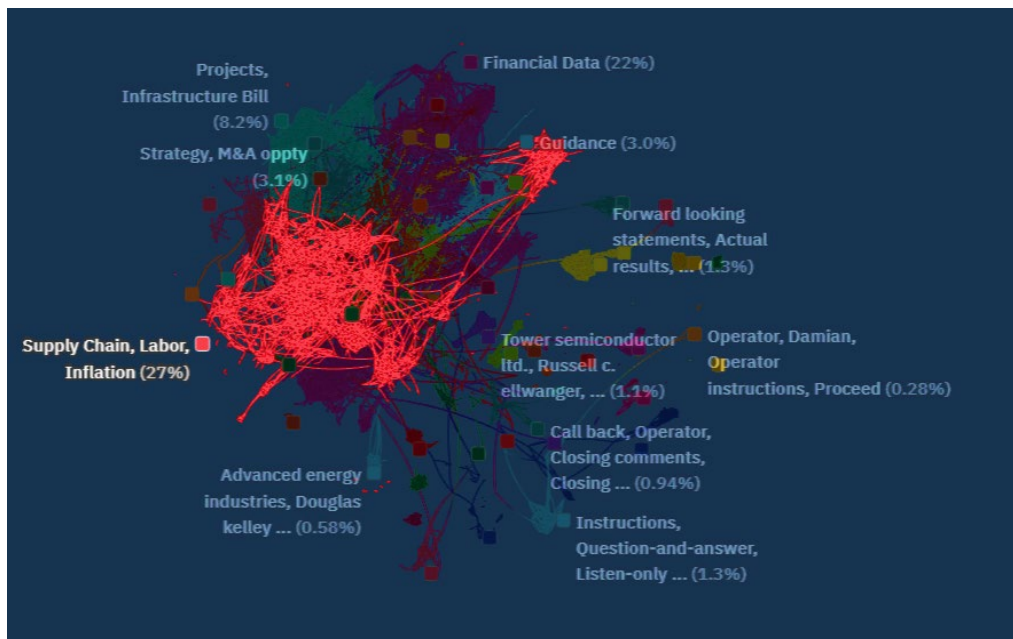 Financial Data (22%)
Projects,
Infrastructure Bill
(8.2%)
Guidance (3.0%)
Strategy, M&A oppty
(3.1%)
Forward looking
statements, Actual
results, ... (1.3%)
Supply Chain, Labor,
Inflation (27%)
Tower semiconductor
ltd., Russell c.
ellwanger, ... (1.1%)
Operator, Damian,
Operator
instructions, Proceed (0.28%)
Call back, Operator,
Closing comments,
Closing ... (0.94%)
Advanced energy
industries, Douglas
kelley ... (0.58%)
Instructions,
Question-and-answer,
Listen-only ... (1.3%)